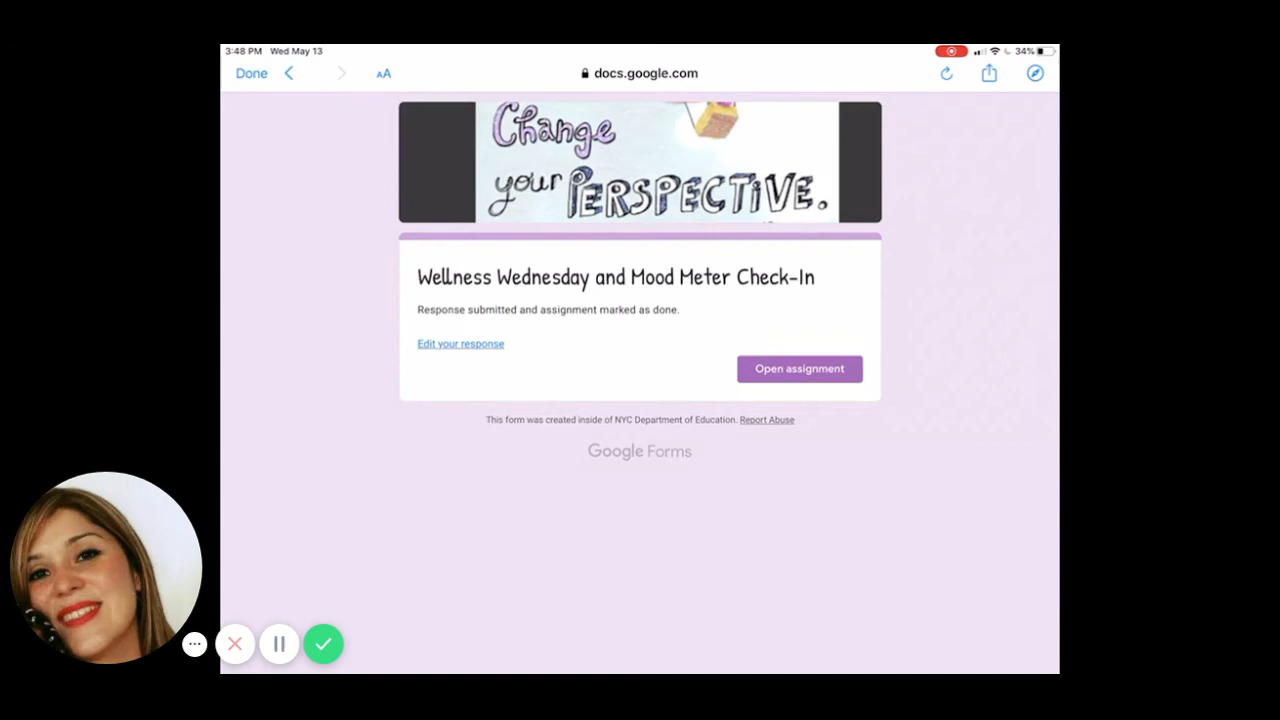 3:48 PM Wed May 13
34%
Done
AA
docs.google.com
Change
your PERSPECTIVE.
Wellness Wednesday and Mood Meter Check-In
Response submitted and assignment marked as done.
Edit your response
Open assignment
This form was created inside of NYC Department of Education. Report Abuse
Google Forms